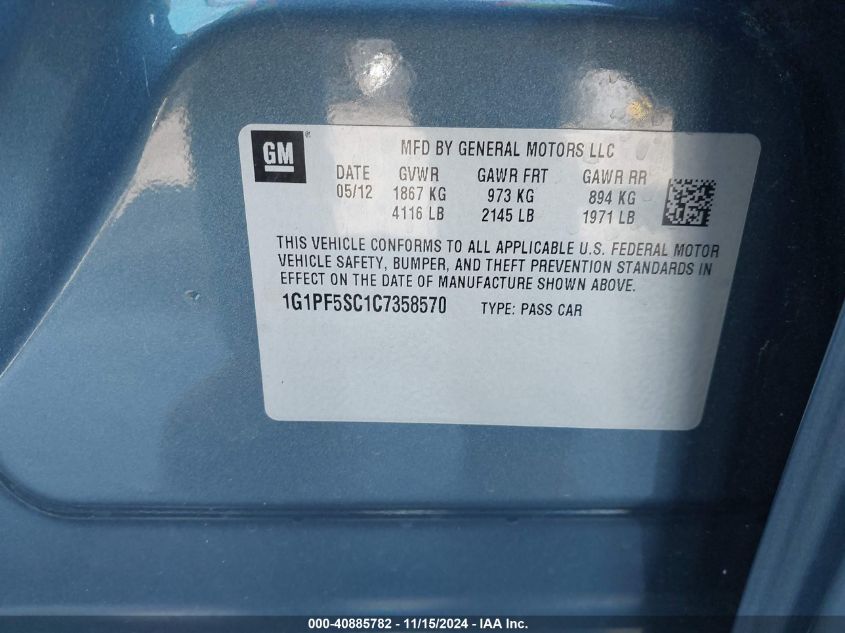 GM
®
MFD BY GENERAL MOTORS LLC
DATE GVWR GAWR FRT GAWR RR
05/12 1867 KG 973 KG 894 KG
4116 LB 2145 LB 1971 LB
THIS VEHICLE CONFORMS TO ALL APPLICABLE U.S. FEDERAL MOTOR
VEHICLE SAFETY, BUMPER, AND THEFT PREVENTION STANDARDS IN
EFFECT ON THE DATE OF MANUFACTURE SHOWN ABOVE.
1G1PF5SC1C7358570 TYPE: PASS CAR
000-40885782 - 11/15/2024 - IAA Inc.